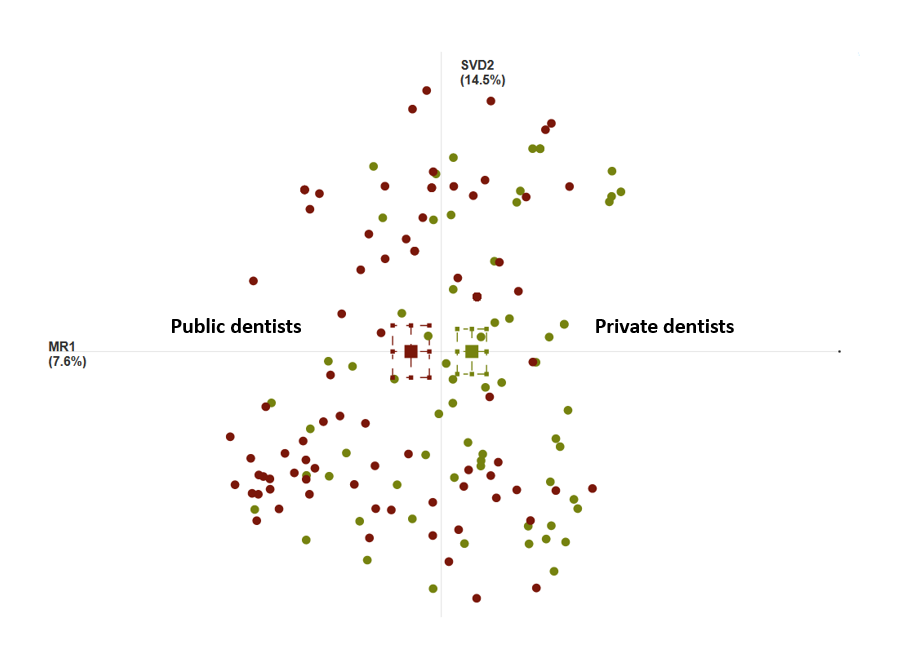 SVD2
(14.5%)
Public dentists
Private dentists
MR1
(7.6%)